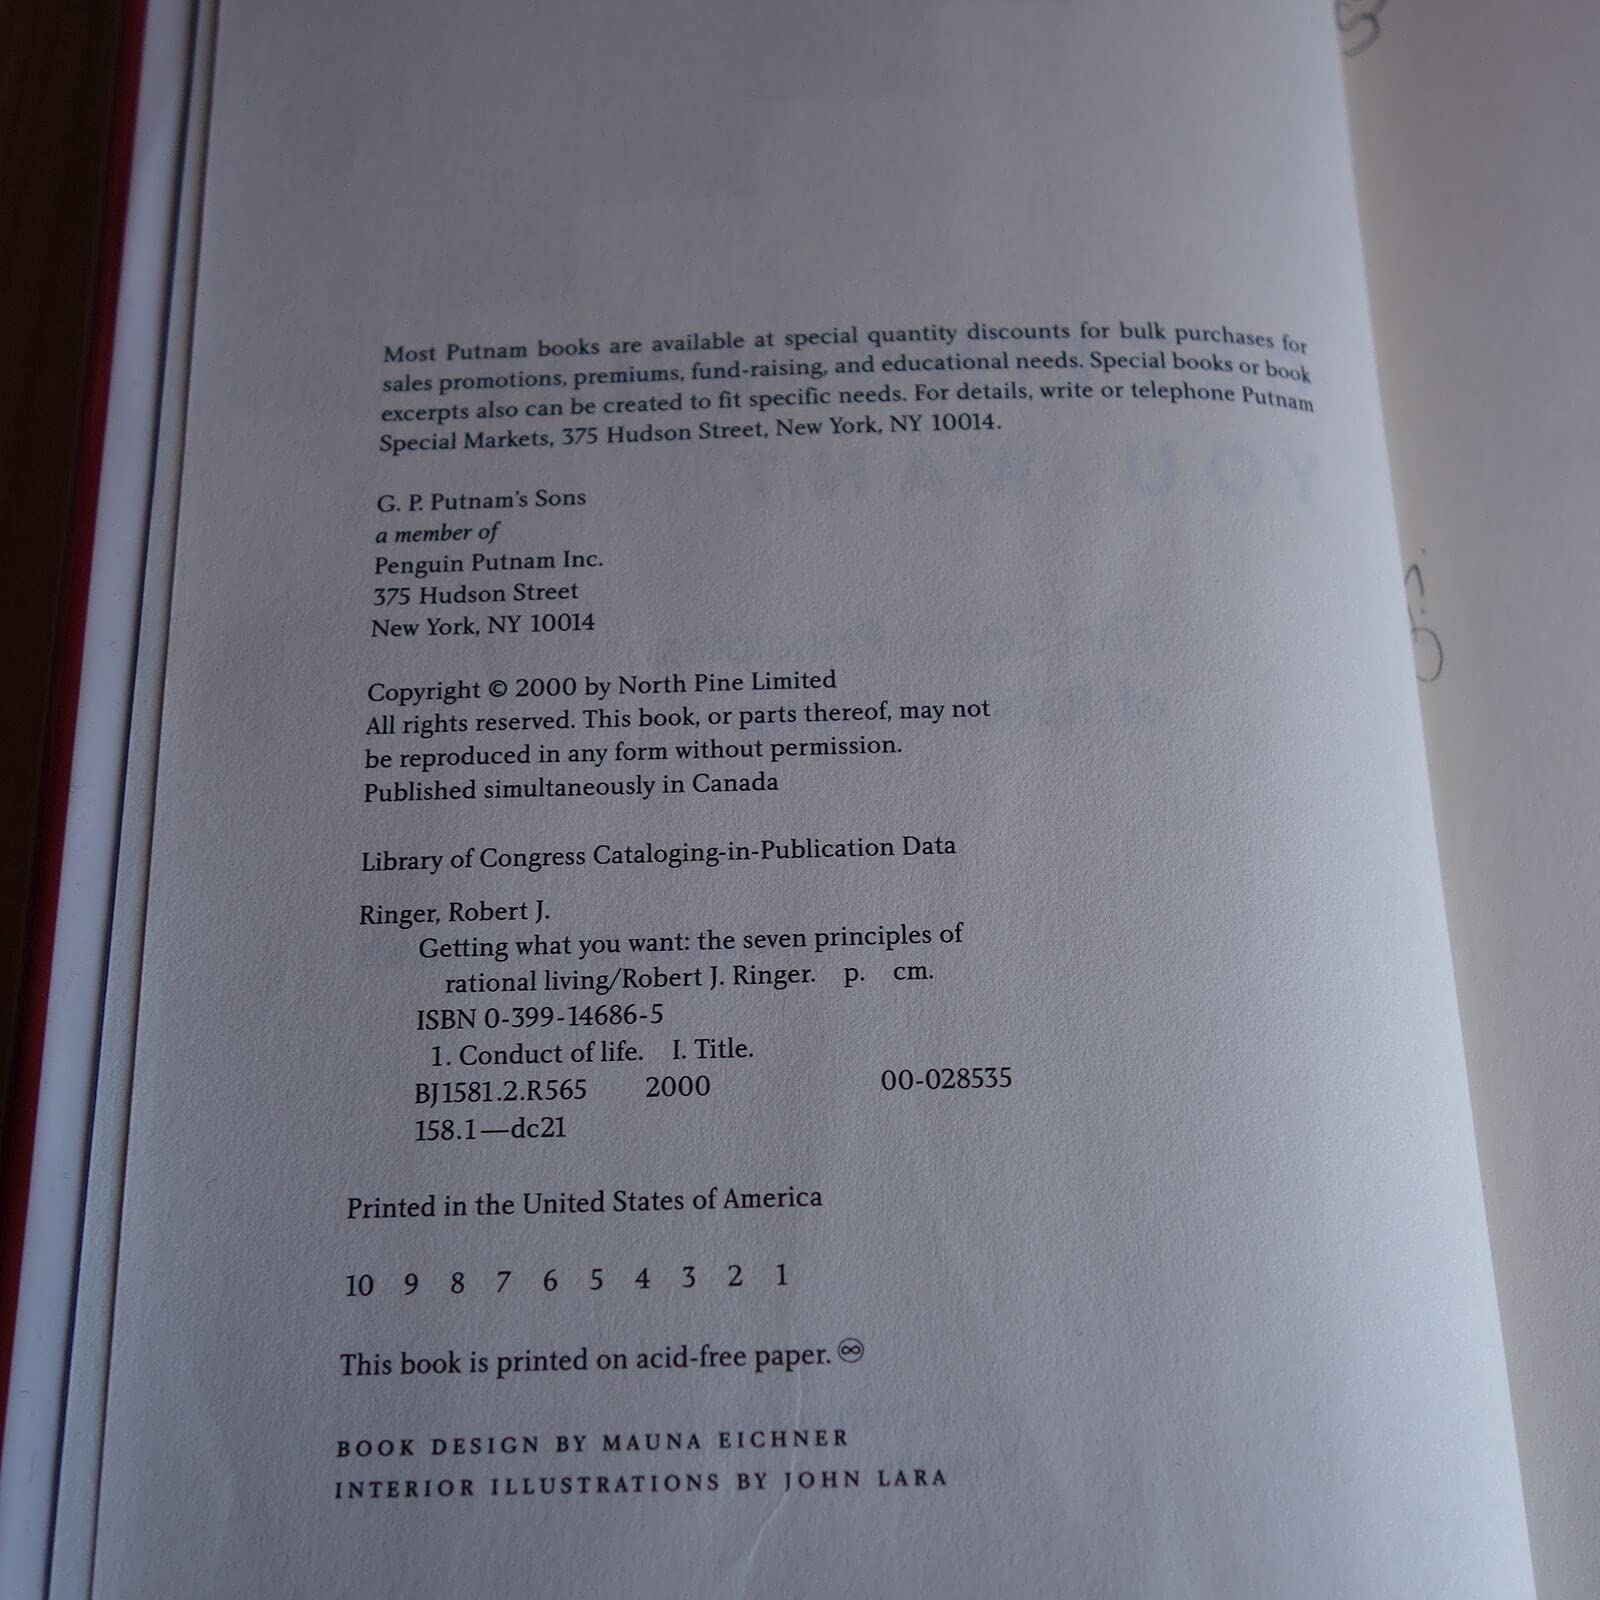 Most Putnam books are available at special quantity discounts for bulk purchases for
sales promotions, premiums, fund-raising, and educational needs. Special books or book
excerpts also can be created to fit specific needs. For details, write or telephone Putnam
Special Markets, 375 Hudson Street, New York, NY 10014.
G. P. Putnam's Sons
a member of
Penguin Putnam Inc.
375 Hudson Street
New York, NY 10014
Copyright © 2000 by North Pine Limited
All rights reserved. This book, or parts thereof, may not
be reproduced in any form without permission.
Published simultaneously in Canada
Library of Congress Cataloging-in-Publication Data
Ringer, Robert J.
Getting what you want: the seven principles of
rational living/Robert J. Ringer. p. cm.
ISBN 0-399-14686-5
1. Conduct of life. I. Title.
BJ1581.2.R565 2000 00-028535
158.1—dc21
Printed in the United States of America
10 9 8 7 6 5 4 3 2 1
This book is printed on acid-free paper. ♾
BOOK DESIGN BY MAUNA EICHNER
INTERIOR ILLUSTRATIONS BY JOHN LARA